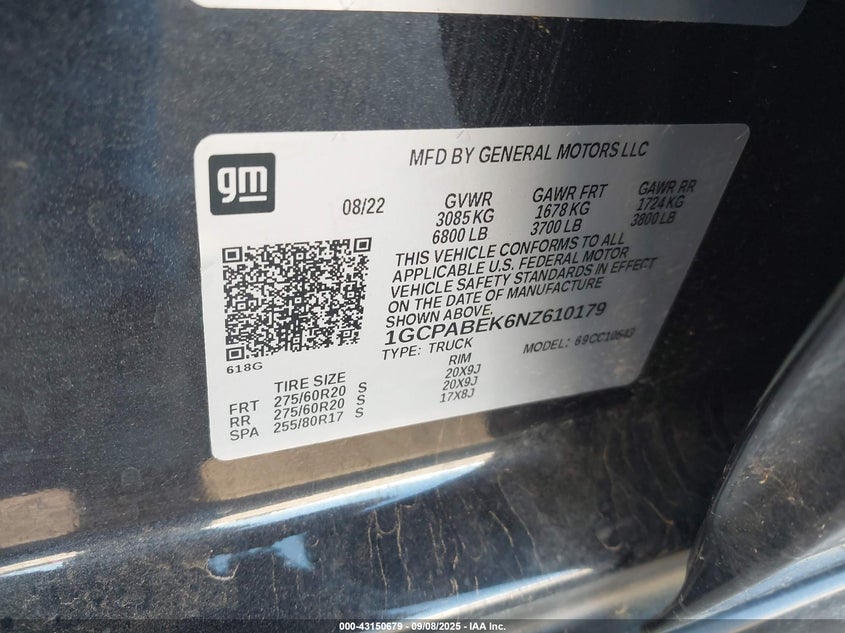 gm
MFD BY GENERAL MOTORS LLC
08/22
GVWR
3085 KG
6800 LB
GAWR FRT
1678 KG
3700 LB
GAWR RR
1724 KG
3800 LB
THIS VEHICLE CONFORMS TO ALL
APPLICABLE U.S. FEDERAL MOTOR
VEHICLE SAFETY STANDARDS IN EFFECT
ON THE DATE OF MANUFACTURE
SHOWN ABOVE.
1GCPABEK6NZ610179
TYPE: TRUCK MODEL: 69CC10543
618G
TIRE SIZE RIM
FRT 275/60R20 S 20X9J
RR 275/60R20 S 20X9J
SPA 255/80R17 S 17X8J
000-43150679 - 09/08/2025 - IAA Inc.